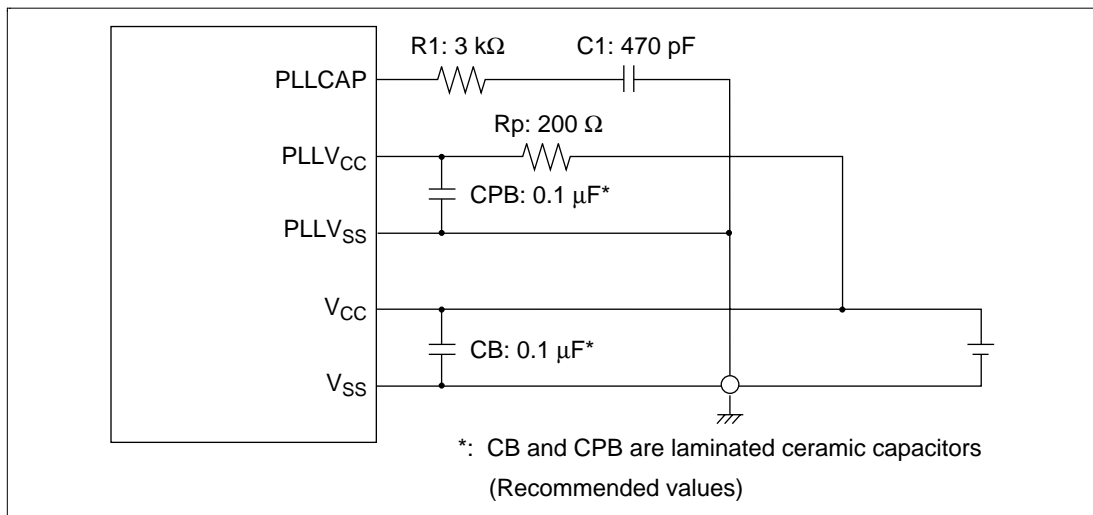 R1: 3 kΩ
C1: 470 pF
PLLCAP
Rp: 200 Ω
PLLVCC
CPB: 0.1 μF*
PLLVSS
VCC
CB: 0.1 μF*
VSS
*: CB and CPB are laminated ceramic capacitors
(Recommended values)